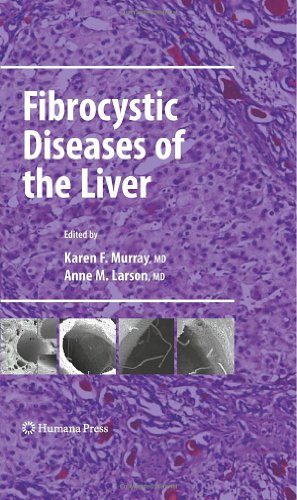 Fibrocystic
Diseases of
the Liver
Edited by
Karen F. Murray, MD
Anne M. Larson, MD
Humana Press